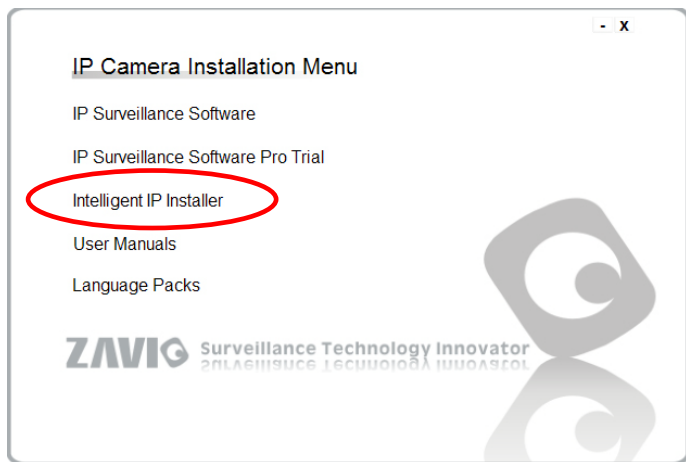 - X
IP Camera Installation Menu
IP Surveillance Software
IP Surveillance Software Pro Trial
Intelligent IP Installer
User Manuals
Language Packs
ZAVIO Surveillance Technology Innovator